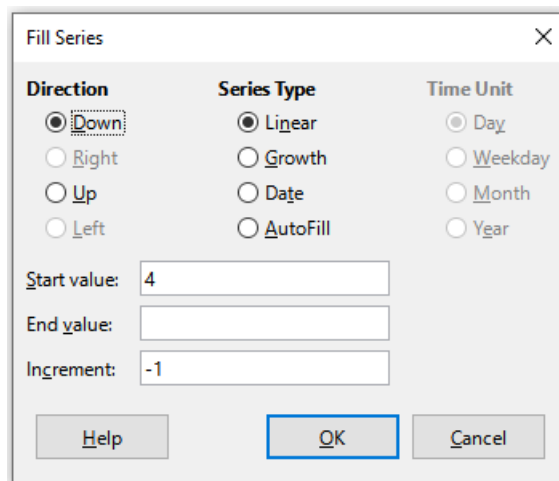 Fill Series
Direction Series Type Time Unit
Down Linear Day
Right Growth Weekday
Up Date Month
Left AutoFill Year
Start value: 4
End value:
Increment: -1
Help OK Cancel